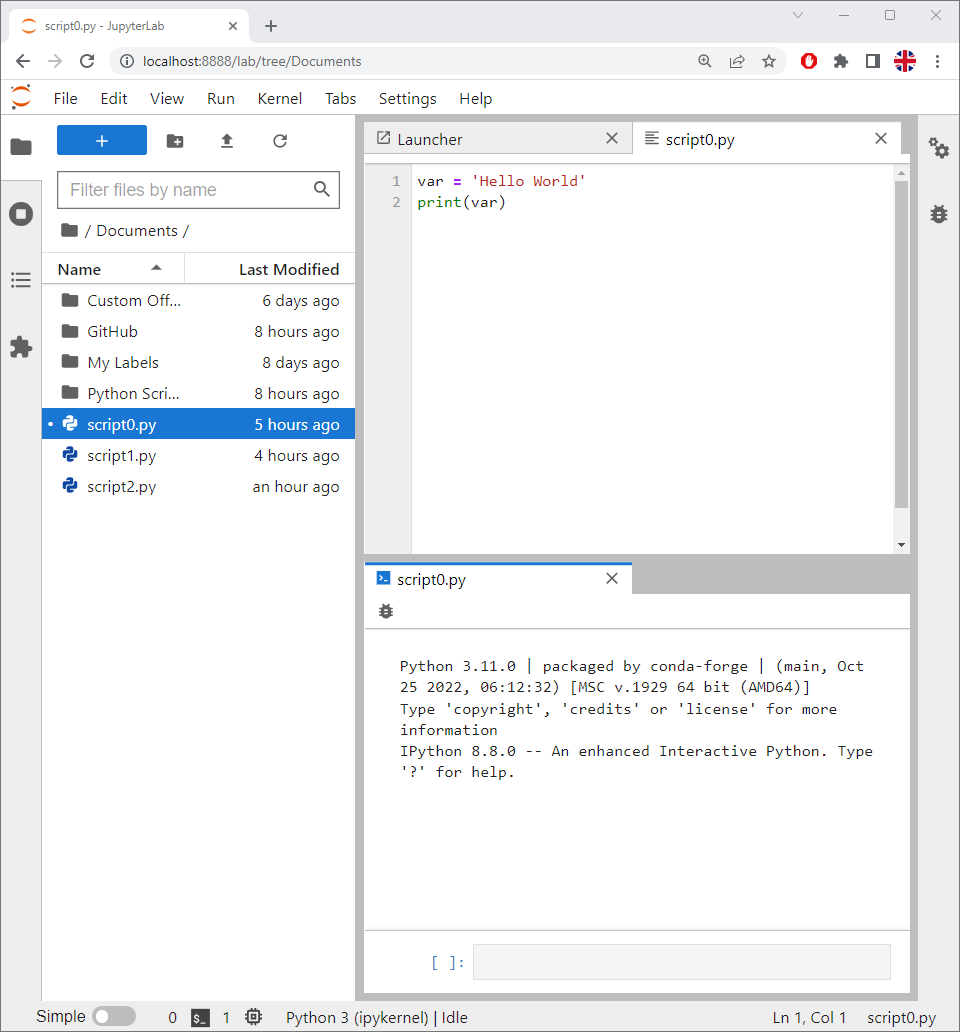 script0.py - JupyterLab
localhost:8888/lab/tree/Documents
File Edit View Run Kernel Tabs Settings Help
Filter files by name
/ Documents /
Name Last Modified
Custom Off... 6 days ago
GitHub 8 hours ago
My Labels 8 days ago
Python Scri... 8 hours ago
script0.py 5 hours ago
script1.py 4 hours ago
script2.py an hour ago
Launcher script0.py
1 var = 'Hello World'
2 print(var)
script0.py
Python 3.11.0 | packaged by conda-forge | (main, Oct
25 2022, 06:12:32) [MSC v.1929 64 bit (AMD64)]
Type 'copyright', 'credits' or 'license' for more
information
IPython 8.8.0 -- An enhanced Interactive Python. Type
'?' for help.
[ ]:
Simple 0 $_ 1 Python 3 (ipykernel) | Idle Ln 1, Col 1 script0.py